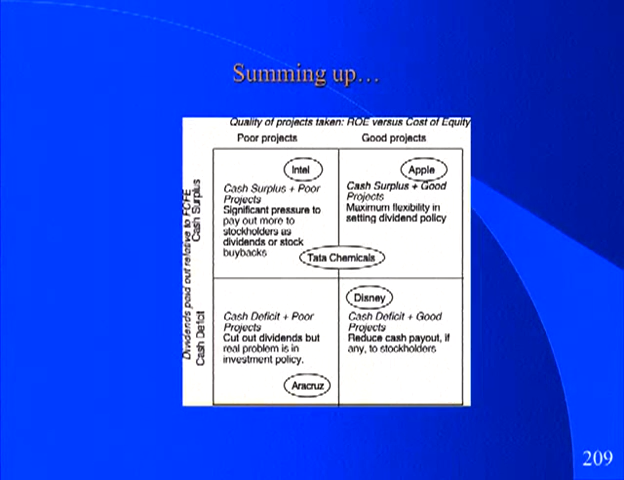 Summing up…
Quality of projects taken: ROE versus Cost of Equity
Poor projects
Good projects
Dividends paid out relative to FCFE
Cash Surplus
Intel
Cash Surplus + Poor
Projects
Significant pressure to
pay out more to
stockholders as
dividends or stock
buybacks
Apple
Cash Surplus + Good
Projects
Maximum flexibility in
setting dividend policy
Tata Chemicals
Cash Deficit
Cash Deficit + Poor
Projects
Cut out dividends but
real problem is in
investment policy.
Aracruz
Disney
Cash Deficit + Good
Projects
Reduce cash payout, if
any, to stockholders
209